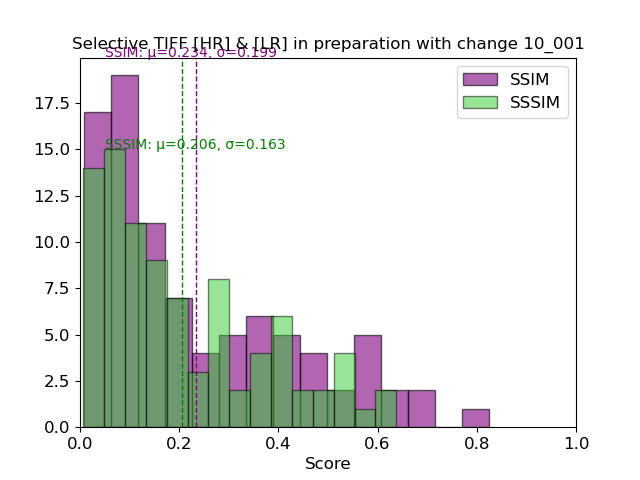 Selective TIFF [HR] & [LR] in preparation with change 10_001
SSIM: μ=0.234, σ=0.199
SSIM
SSSIM
17.5
SSSIM: μ=0.206, σ=0.163
15.0
12.5
10.0
7.5
5.0
2.5
0.0
0.0 0.2 0.4 0.6 0.8 1.0
Score